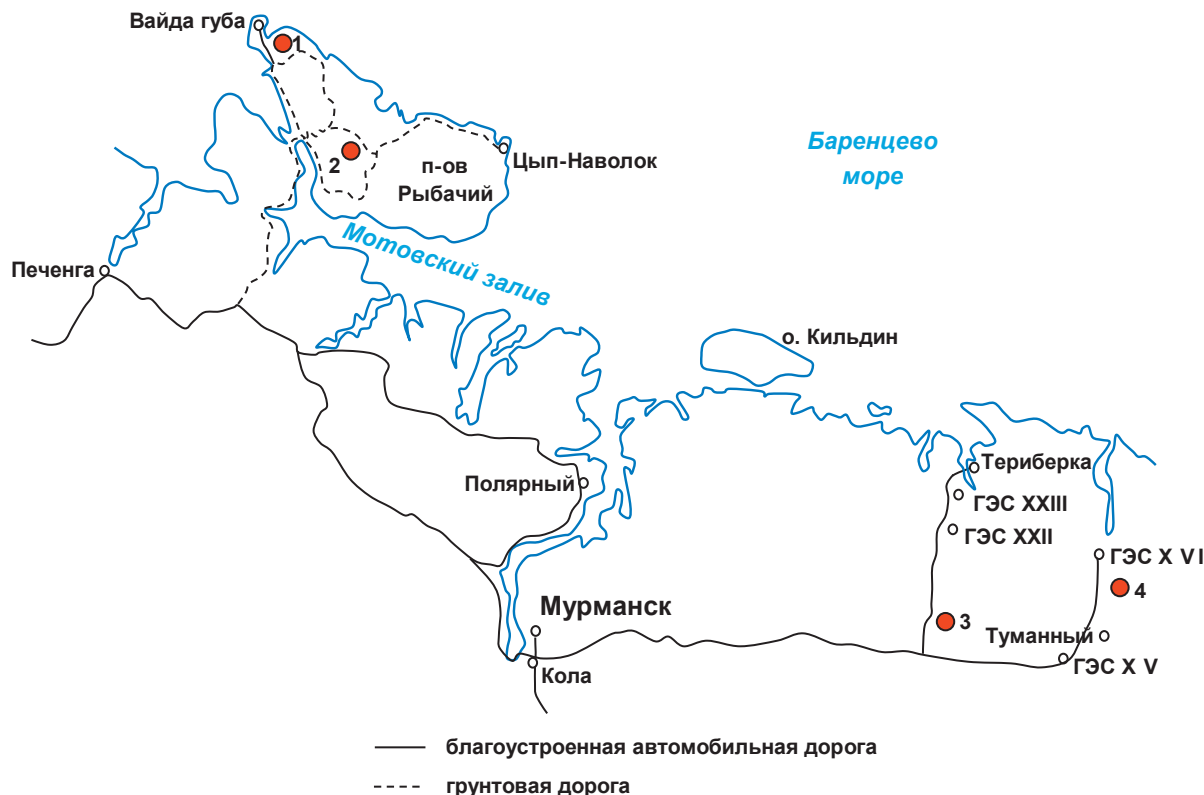 Вайда губа
1
Баренцево
море
2
Цып-Наволок
п-ов
Рыбачий
Мотовский залив
Печенга
о. Кильдин
Териберка
Полярный
ГЭС XXIII
ГЭС XXII
ГЭС X VI
4
Мурманск
3
Туманный
ГЭС X V
Кола
благоустроенная автомобильная дорога
грунтовая дорога